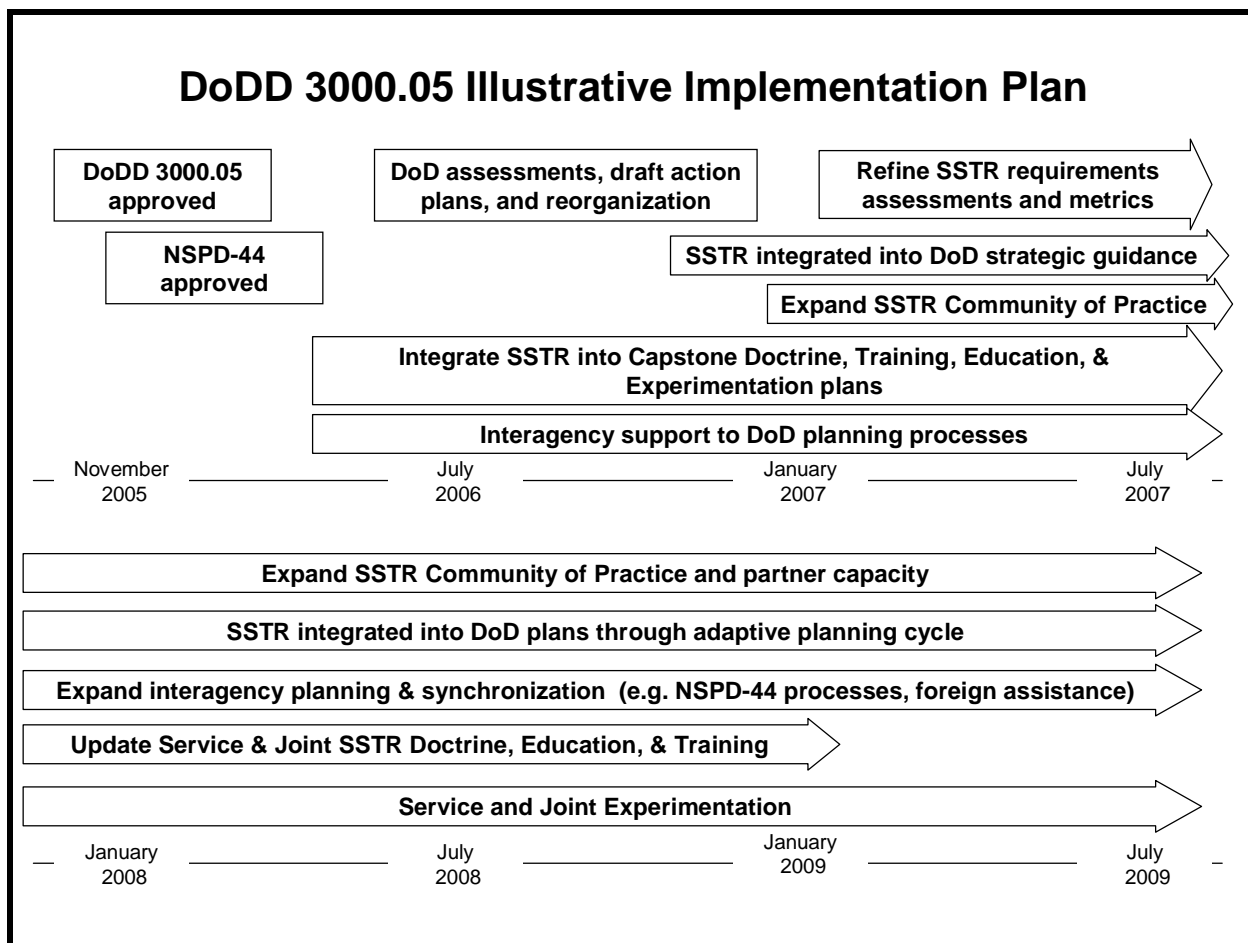 DoDD 3000.05 Illustrative Implementation Plan
DoDD 3000.05
approved
DoD assessments, draft action
plans, and reorganization
Refine SSTR requirements
assessments and metrics
NSPD-44
approved
SSTR integrated into DoD strategic guidance
Expand SSTR Community of Practice
Integrate SSTR into Capstone Doctrine, Training, Education, &
Experimentation plans
Interagency support to DoD planning processes
November
2005
July
2006
January
2007
July
2007
Expand SSTR Community of Practice and partner capacity
SSTR integrated into DoD plans through adaptive planning cycle
Expand interagency planning & synchronization (e.g. NSPD-44 processes, foreign assistance)
Update Service & Joint SSTR Doctrine, Education, & Training
Service and Joint Experimentation
January
2008
July
2008
January
2009
July
2009